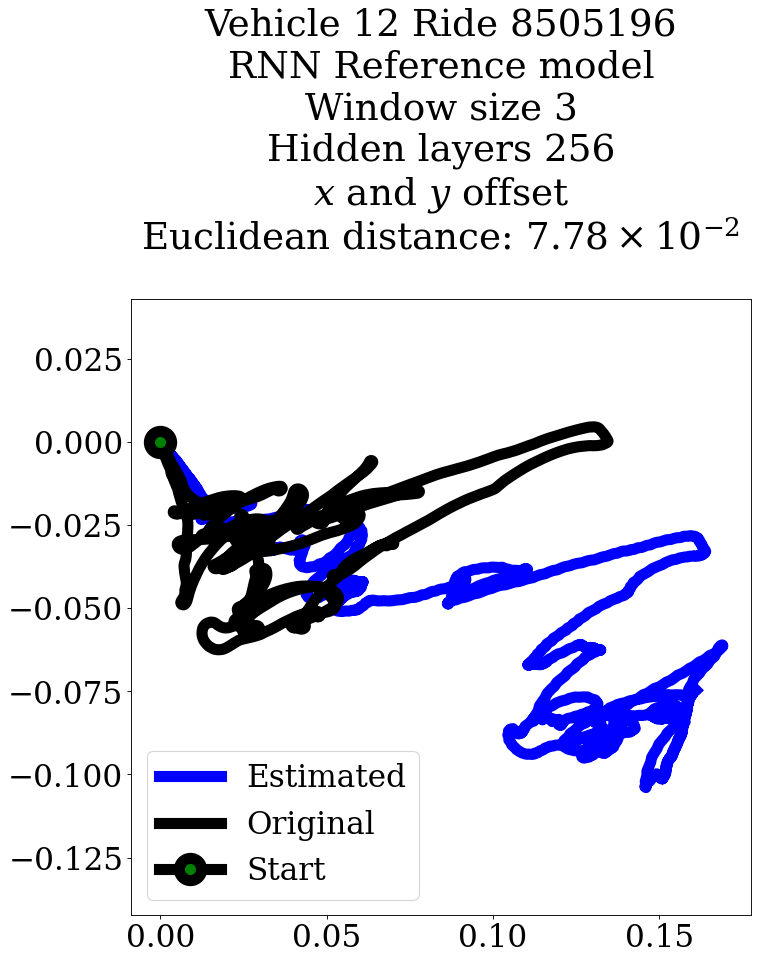 Vehicle 12 Ride 8505196
RNN Reference model
Window size 3
Hidden layers 256
x and y offset
Euclidean distance: 7.78 × 10⁻²
0.025
0.000
−0.025
−0.050
−0.075
−0.100
−0.125
Estimated
Original
Start
0.00 0.05 0.10 0.15